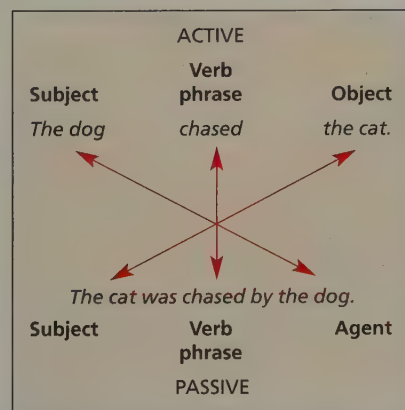 ACTIVE
Verb
Subject phrase Object
The dog chased the cat.
The cat was chased by the dog.
Subject Verb Agent
phrase
PASSIVE